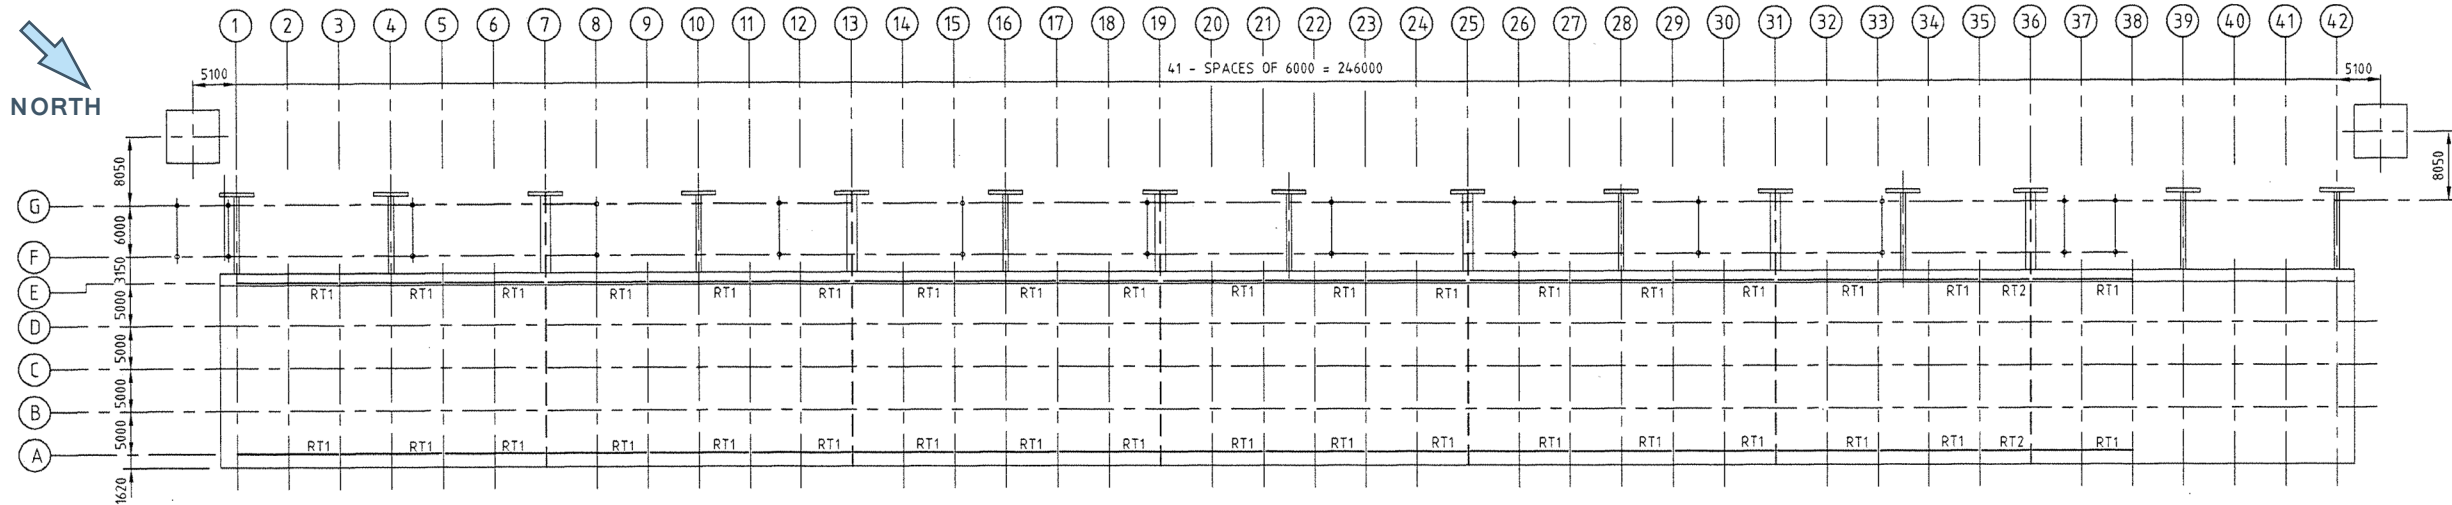 1 2 3 4 5 6 7 8 9 10 11 12 13 14 15 16 17 18 19 20 21 22 23 24 25 26 27 28 29 30 31 32 33 34 35 36 37 38 39 40 41 42
NORTH
5100 41 - SPACES OF 6000 = 246000 5100
8050 8050
G
6000
F
3150
E
RT1 RT1 RT1 RT1 RT1 RT1 RT1 RT1 RT1 RT1 RT1 RT1 RT1 RT1 RT1 RT1 RT1 RT2 RT1
5000
D
5000
C
5000
B
5000
RT1 RT1 RT1 RT1 RT1 RT1 RT1 RT1 RT1 RT1 RT1 RT1 RT1 RT1 RT1 RT1 RT1 RT2 RT1
A
1620